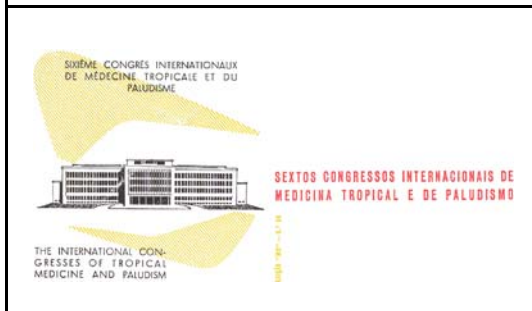 SIXIÈME CONGRÈS INTERNATIONAUX
DE MÉDECINE TROPICALE ET DU
PALUDISME
SEXTOS CONGRESSOS INTERNACIONAIS DE
MEDICINA TROPICAL E DE PALUDISMO
THE INTERNATIONAL CON-
GRESSES OF TROPICAL
MEDICINE AND PALUDISM